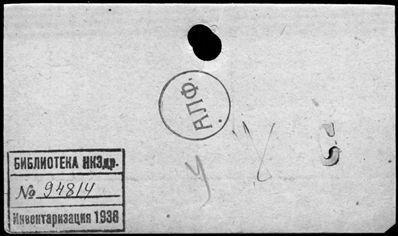 АЛФ.
У
БИБЛИОТЕКА НКЗдр.
№ 94814
Инвентаризация 1938